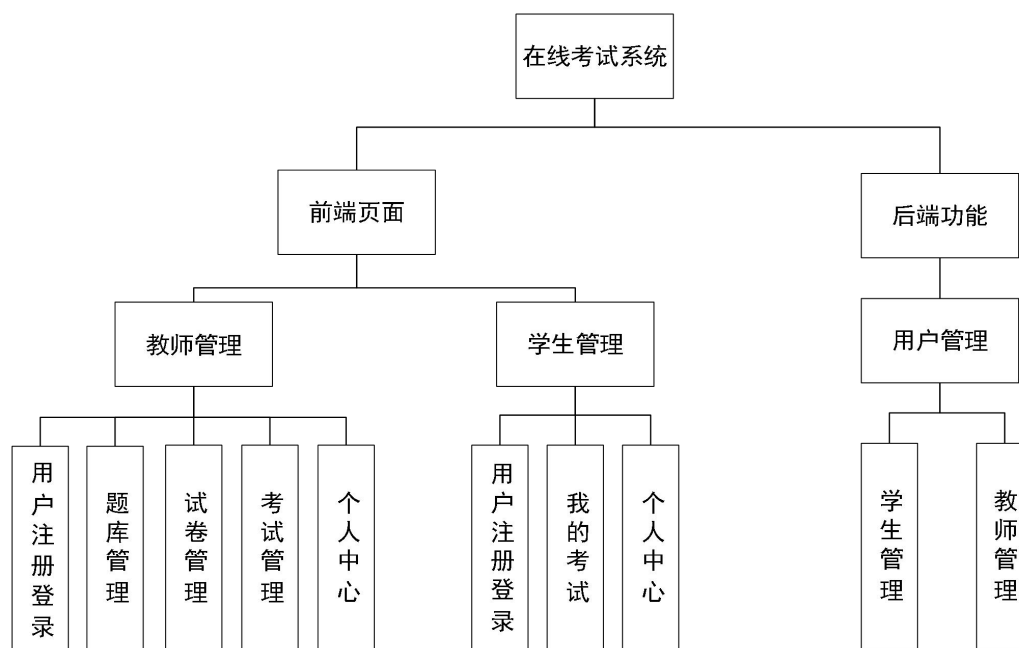 在线考试系统
前端页面
后端功能
教师管理
学生管理
用户管理
用户注册登录
题库管理
试卷管理
考试管理
个人中心
用户注册登录
我的考试
个人中心
学生管理
教师管理